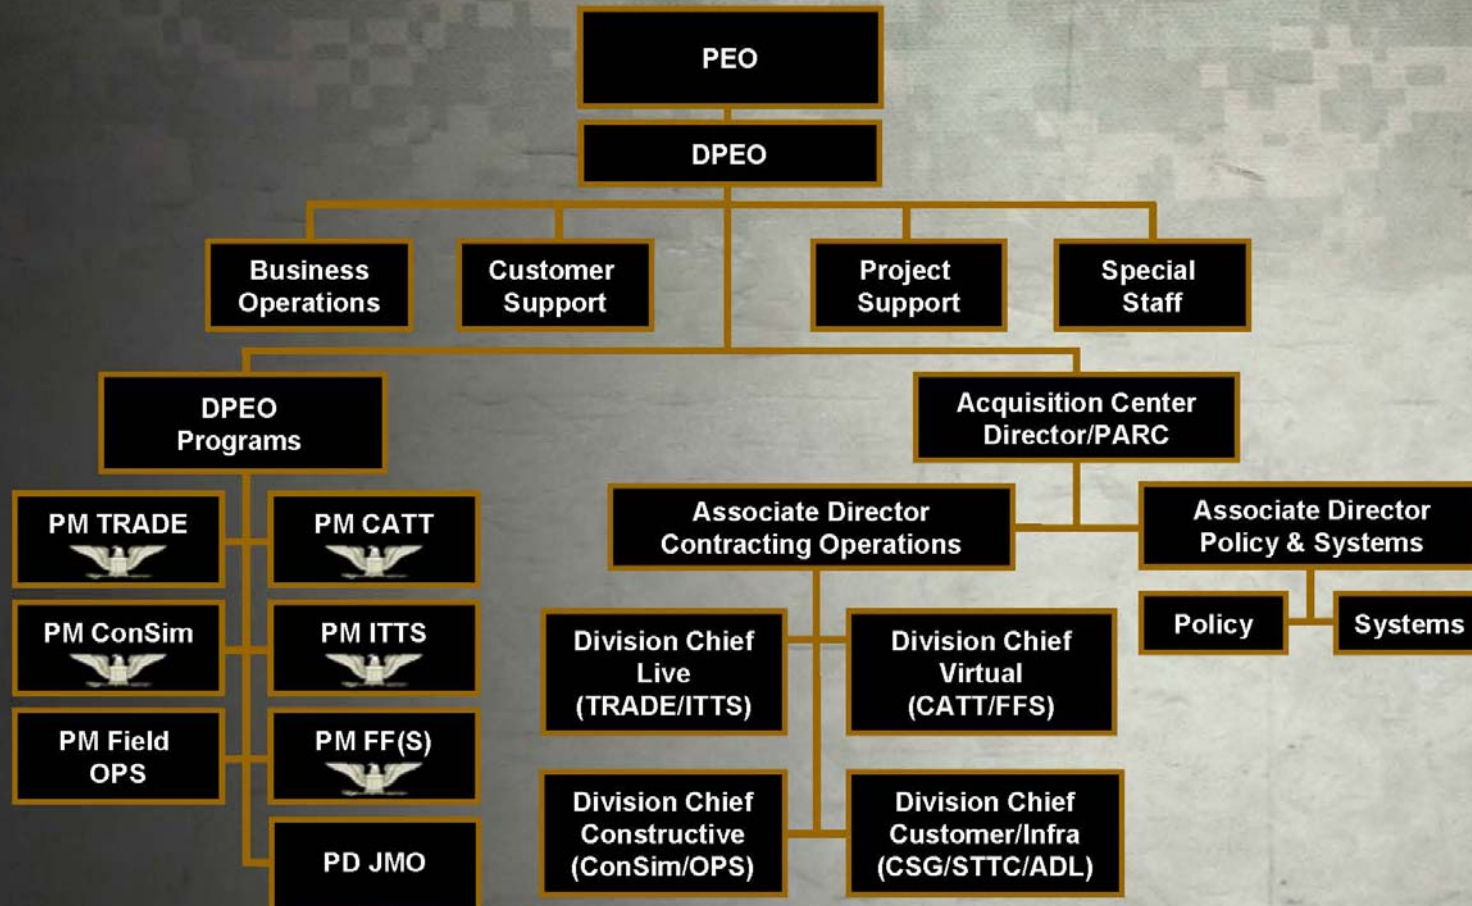 PEO
DPEO
Business
Operations
Customer
Support
Project
Support
Special
Staff
DPEO
Programs
Acquisition Center
Director/PARC
PM TRADE
PM CATT
PM ConSim
PM ITTS
PM Field
OPS
PM FF(S)
PD JMO
Associate Director
Contracting Operations
Associate Director
Policy & Systems
Policy
Systems
Division Chief
Live
(TRADE/ITTS)
Division Chief
Virtual
(CATT/FFS)
Division Chief
Constructive
(ConSim/OPS)
Division Chief
Customer/Infra
(CSG/STTC/ADL)